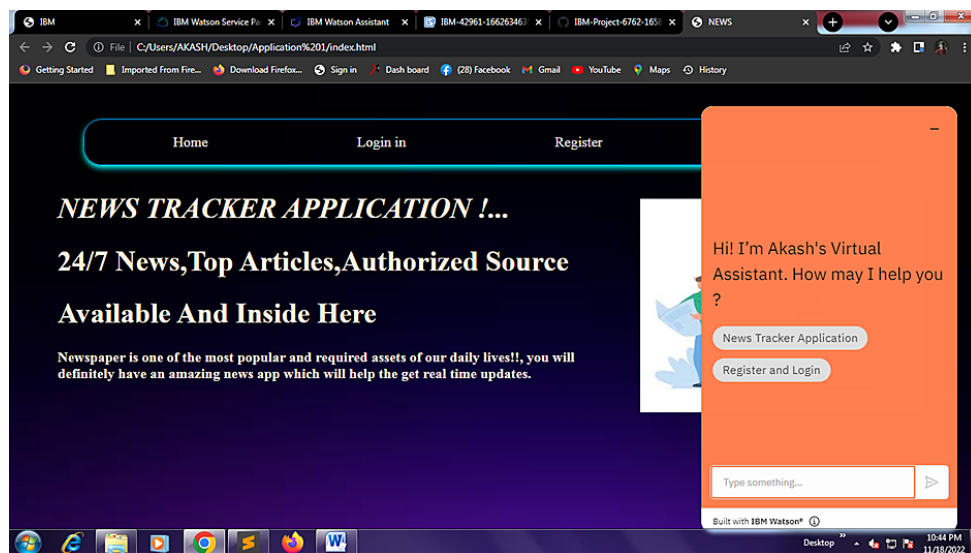 IBM
IBM Watson Service Pa
IBM Watson Assistant
IBM-42961-16626346
IBM-Project-6762-1658
NEWS
File | C:/Users/AKASH/Desktop/Application%201/index.html
Getting Started
Imported From Fire...
Download Firefox...
Sign in
Dash board
(28) Facebook
Gmail
YouTube
Maps
History
Home
Login in
Register
NEWS TRACKER APPLICATION !...
24/7 News,Top Articles,Authorized Source
Available And Inside Here
Newspaper is one of the most popular and required assets of our daily lives!!, you will
definitely have an amazing news app which will help the get real time updates.
Hi! I'm Akash's Virtual
Assistant. How may I help you
?
News Tracker Application
Register and Login
Type something...
Built with IBM Watson®
Desktop
10:44 PM
11/18/2022